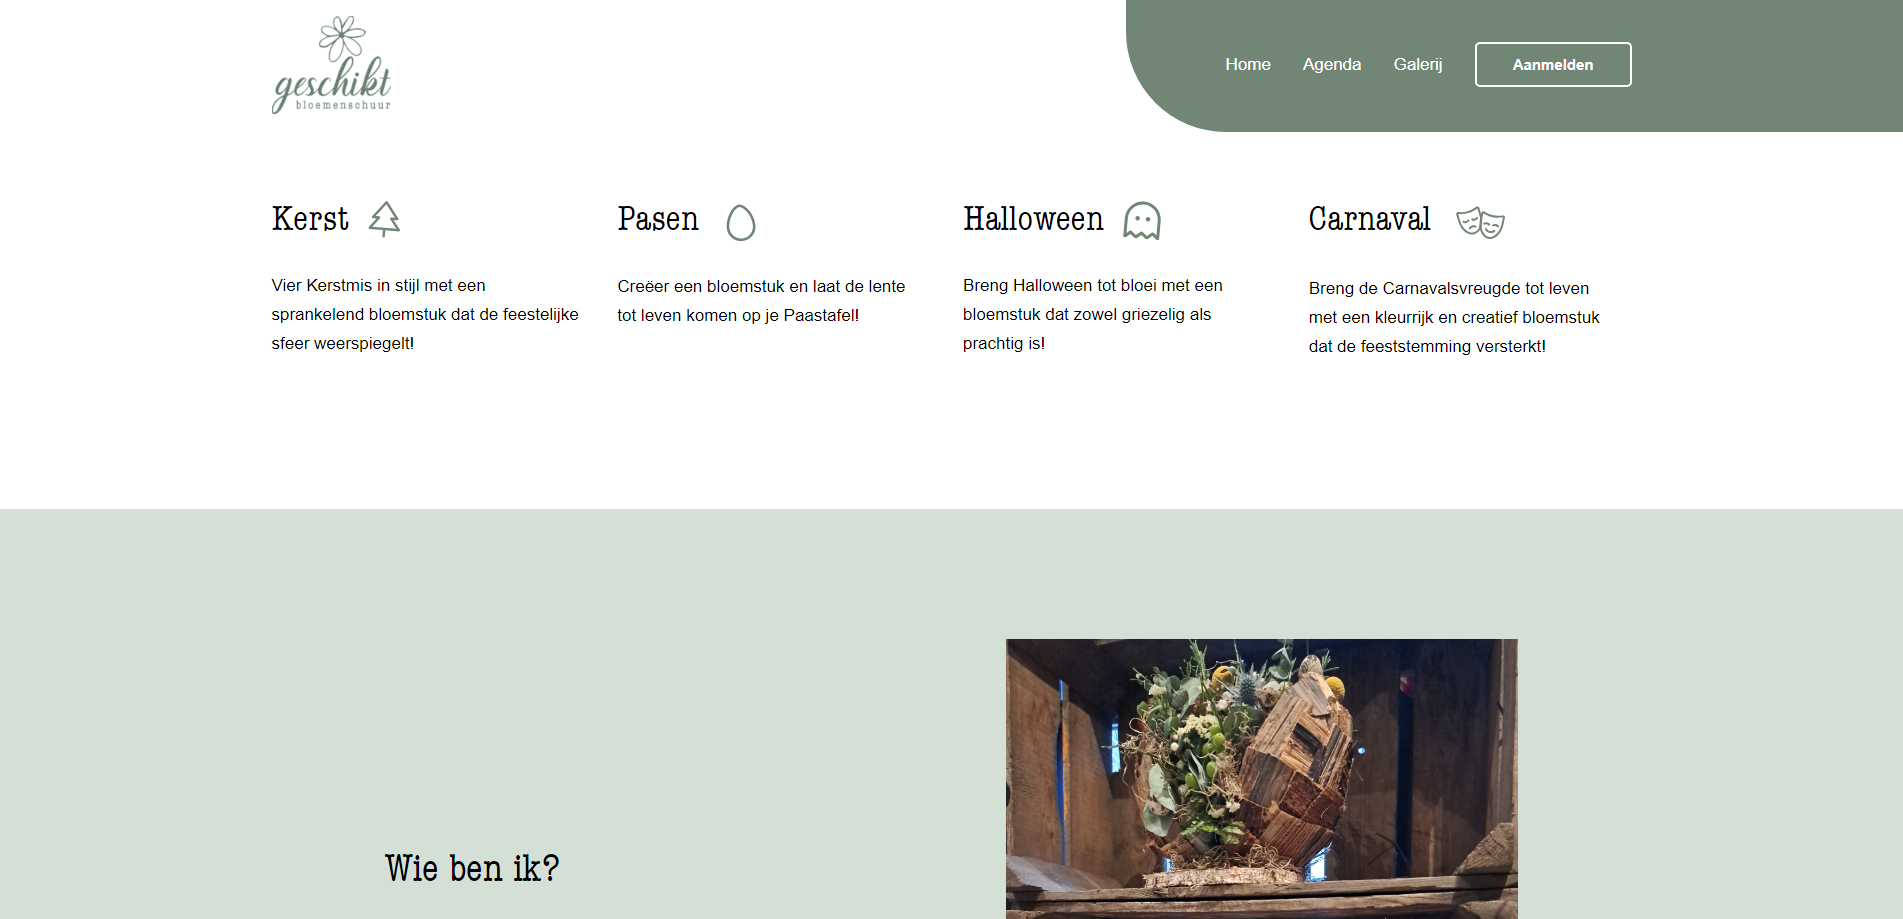 geschikt
bloemenschuur
Home Agenda Galerij Aanmelden
Kerst
Vier Kerstmis in stijl met een
sprankelend bloemstuk dat de feestelijke
sfeer weerspiegelt!
Pasen
Creëer een bloemstuk en laat de lente
tot leven komen op je Paastafel!
Halloween
Breng Halloween tot bloei met een
bloemstuk dat zowel griezelig als
prachtig is!
Carnaval
Breng de Carnavalsvreugde tot leven
met een kleurrijk en creatief bloemstuk
dat de feeststemming versterkt!
Wie ben ik?